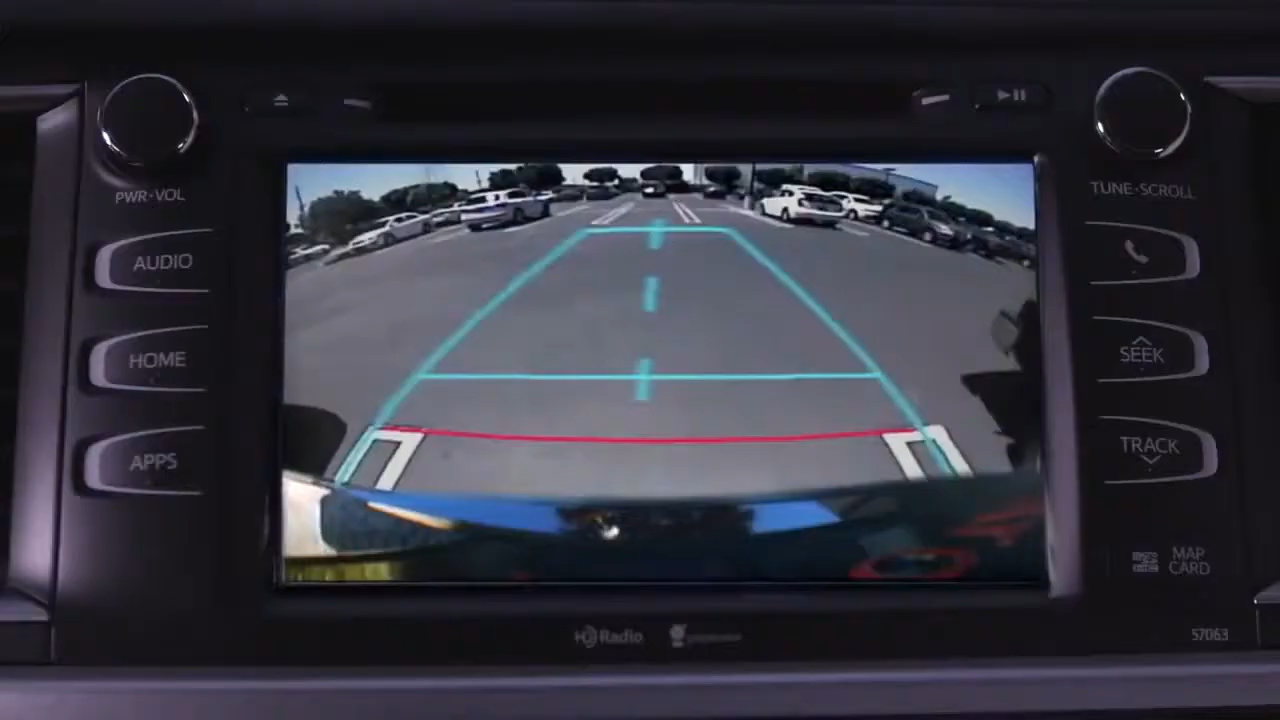 PWR•VOL
AUDIO
HOME
APPS
TUNE•SCROLL
SEEK
TRACK
MAP
CARD
HD Radio
57063